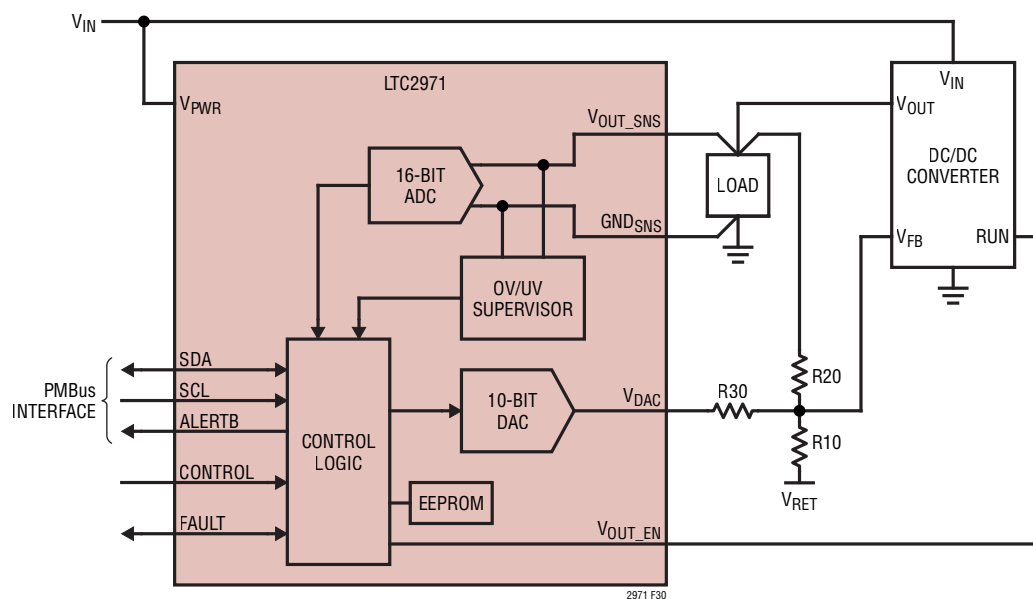 VIN
LTC2971
VPWR
VIN
VOUT
DC/DC
CONVERTER
VFB
RUN
VOUT_SNS
16-BIT
ADC
LOAD
GNDSNS
OV/UV
SUPERVISOR
PMBus
INTERFACE
SDA
SCL
ALERTB
CONTROL
FAULT
CONTROL
LOGIC
10-BIT
DAC
EEPROM
VDAC
R30
R20
R10
VRET
VOUT_EN
2971 F30